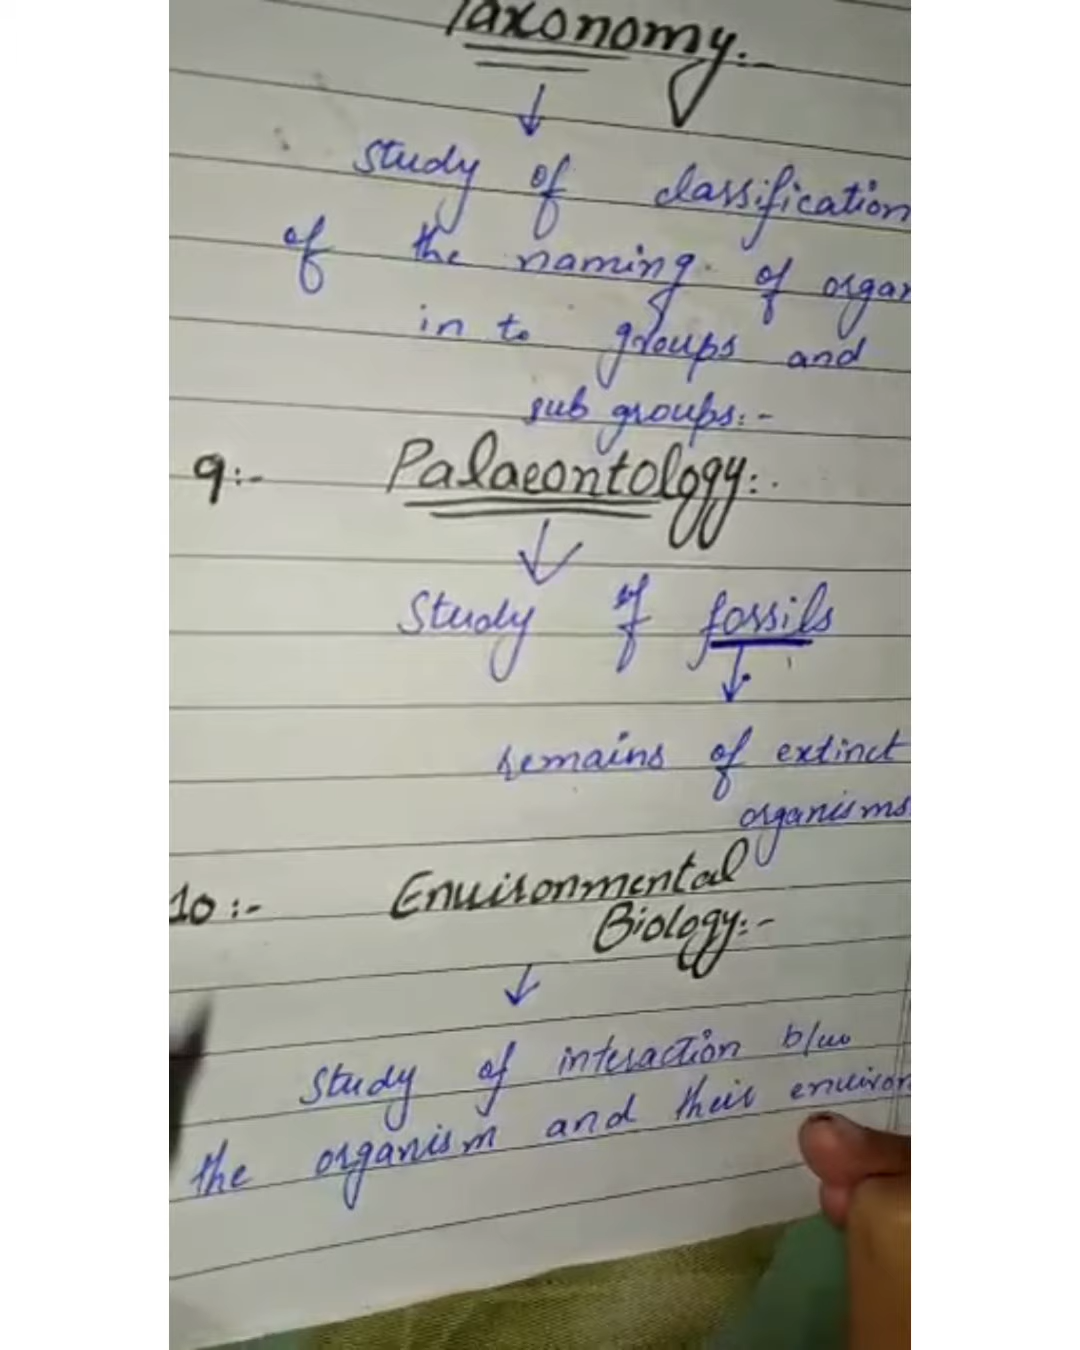 Taxonomy:-
↓
study of classification
of the naming of organ
in to groups and
sub groups:-
9:- Palaeontology:-
↓
Study of fossils
↓
remains of extinct
organisms
10:- Environmental
Biology:-
↓
Study of interaction b/w
the organism and their environ